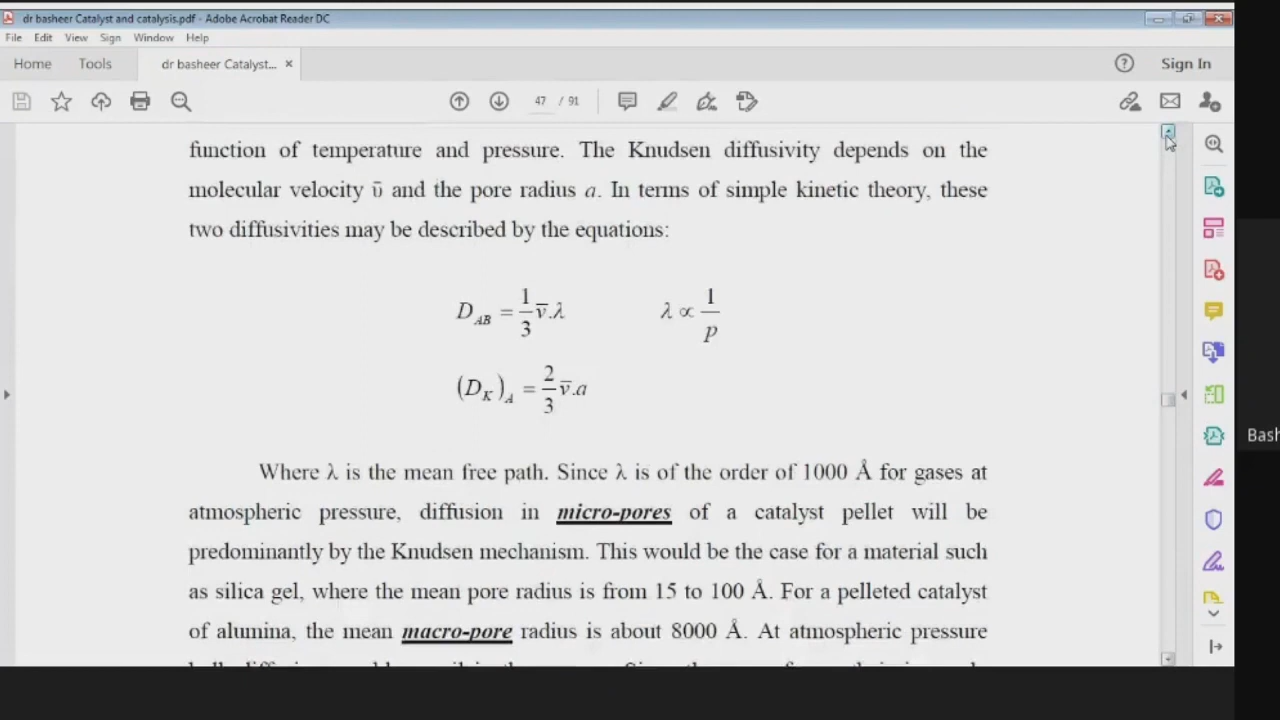 dr basheer Catalyst and catalysis.pdf - Adobe Acrobat Reader DC
File Edit View Sign Window Help
Home Tools dr basheer Catalyst... × Sign In
47 / 91
function of temperature and pressure. The Knudsen diffusivity depends on the
molecular velocity ῡ and the pore radius a. In terms of simple kinetic theory, these
two diffusivities may be described by the equations:
D_AB = 1/3 v̅.λ λ ∝ 1/p
(D_K)_A = 2/3 v̅.a
Where λ is the mean free path. Since λ is of the order of 1000 Å for gases at
atmospheric pressure, diffusion in micro-pores of a catalyst pellet will be
predominantly by the Knudsen mechanism. This would be the case for a material such
as silica gel, where the mean pore radius is from 15 to 100 Å. For a pelleted catalyst
of alumina, the mean macro-pore radius is about 8000 Å. At atmospheric pressure
Bash